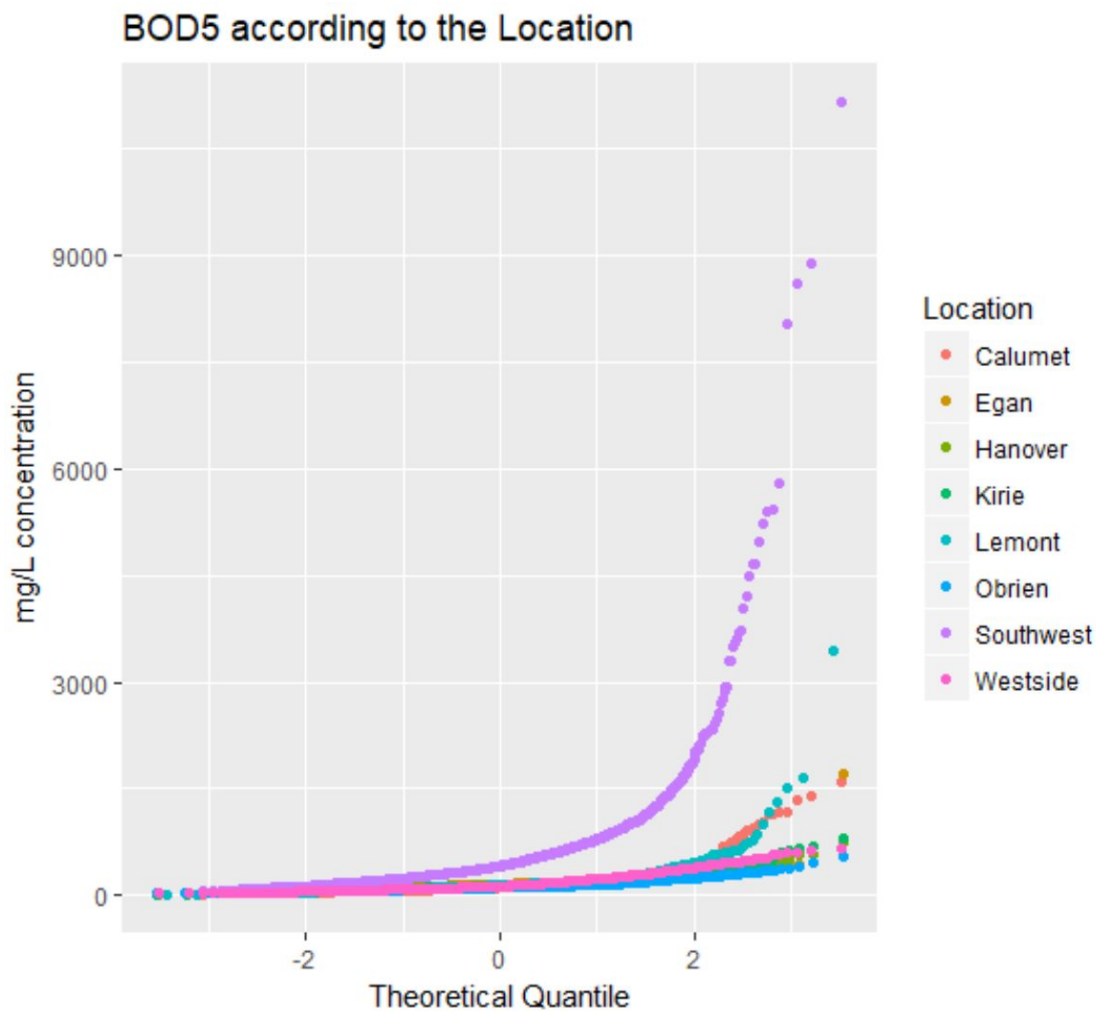 BOD5 according to the Location
mg/L concentration
9000
6000
3000
0
-2
0
2
Theoretical Quantile
Location
Calumet
Egan
Hanover
Kirie
Lemont
Obrien
Southwest
Westside